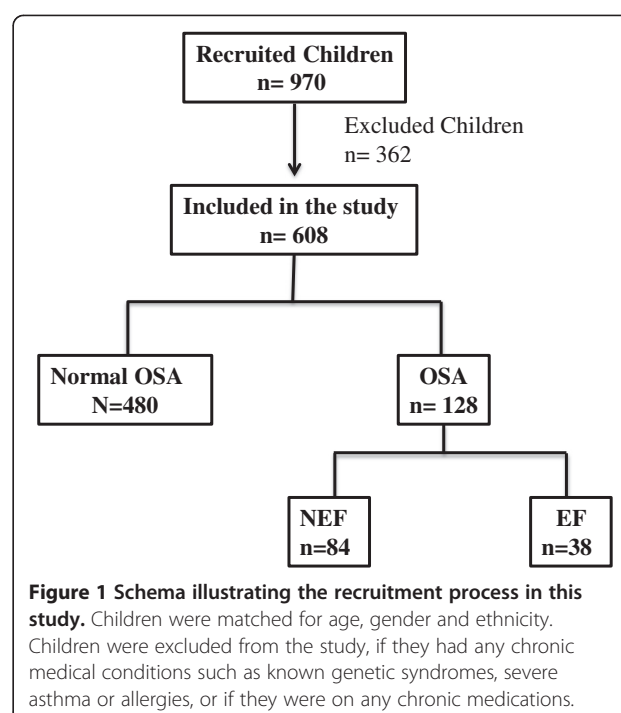 Recruited Children
n= 970
Excluded Children
n= 362
Included in the study
n= 608
Normal OSA
N=480
OSA
n= 128
NEF
n=84
EF
n=38
Figure 1 Schema illustrating the recruitment process in this
study. Children were matched for age, gender and ethnicity.
Children were excluded from the study, if they had any chronic
medical conditions such as known genetic syndromes, severe
asthma or allergies, or if they were on any chronic medications.